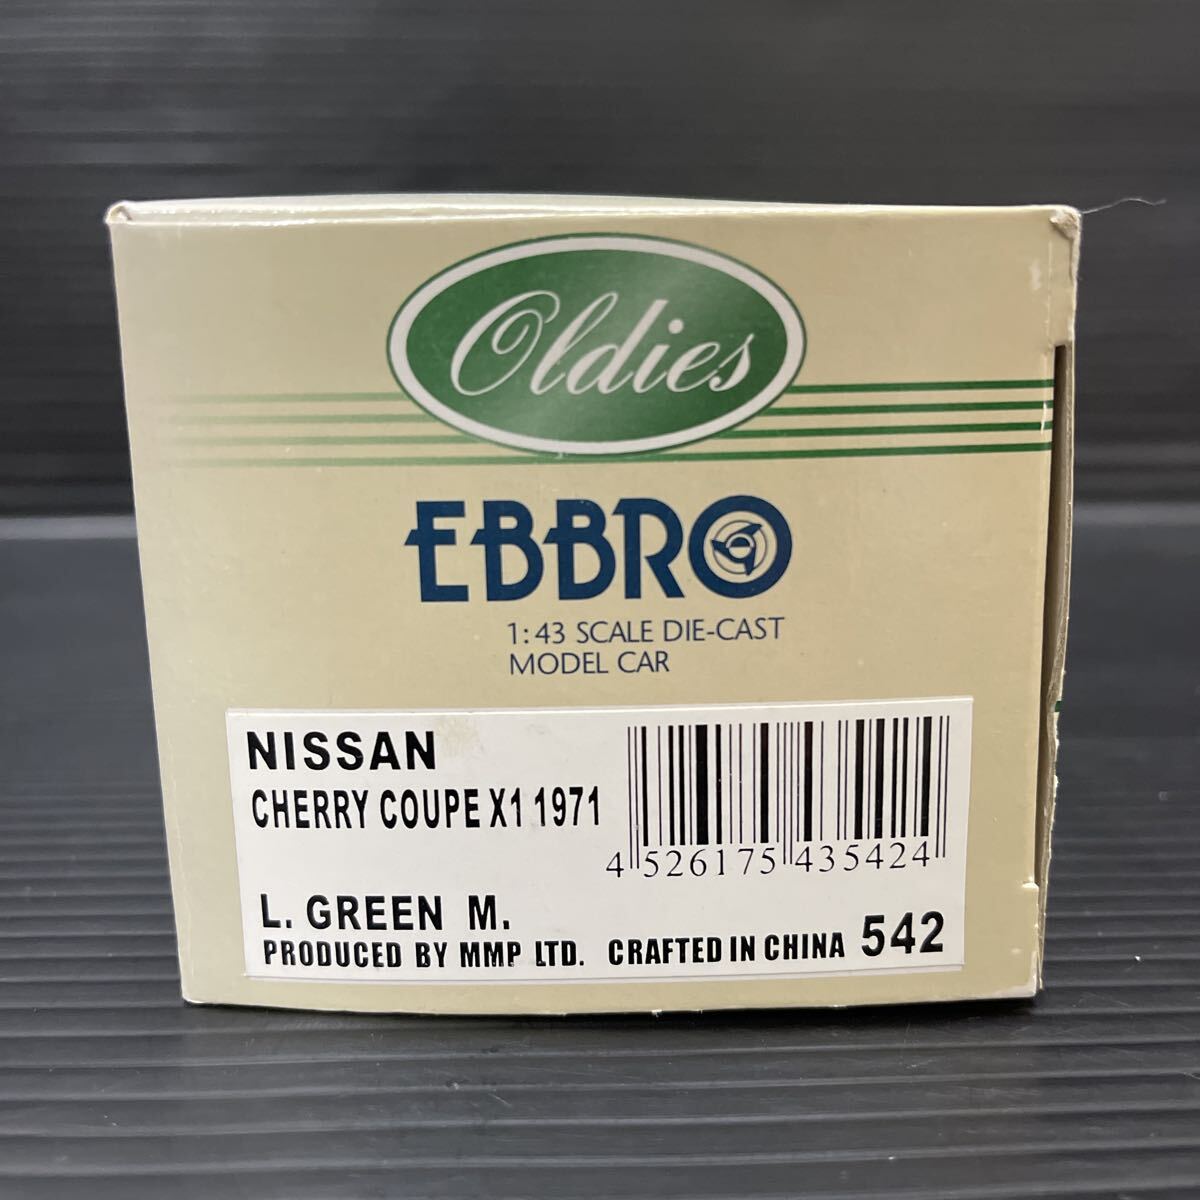 Oldies
EBBRO
1:43 SCALE DIE-CAST
MODEL CAR
NISSAN
CHERRY COUPE X1 1971
4 526175 435424
L. GREEN M.
PRODUCED BY MMP LTD. CRAFTED IN CHINA 542